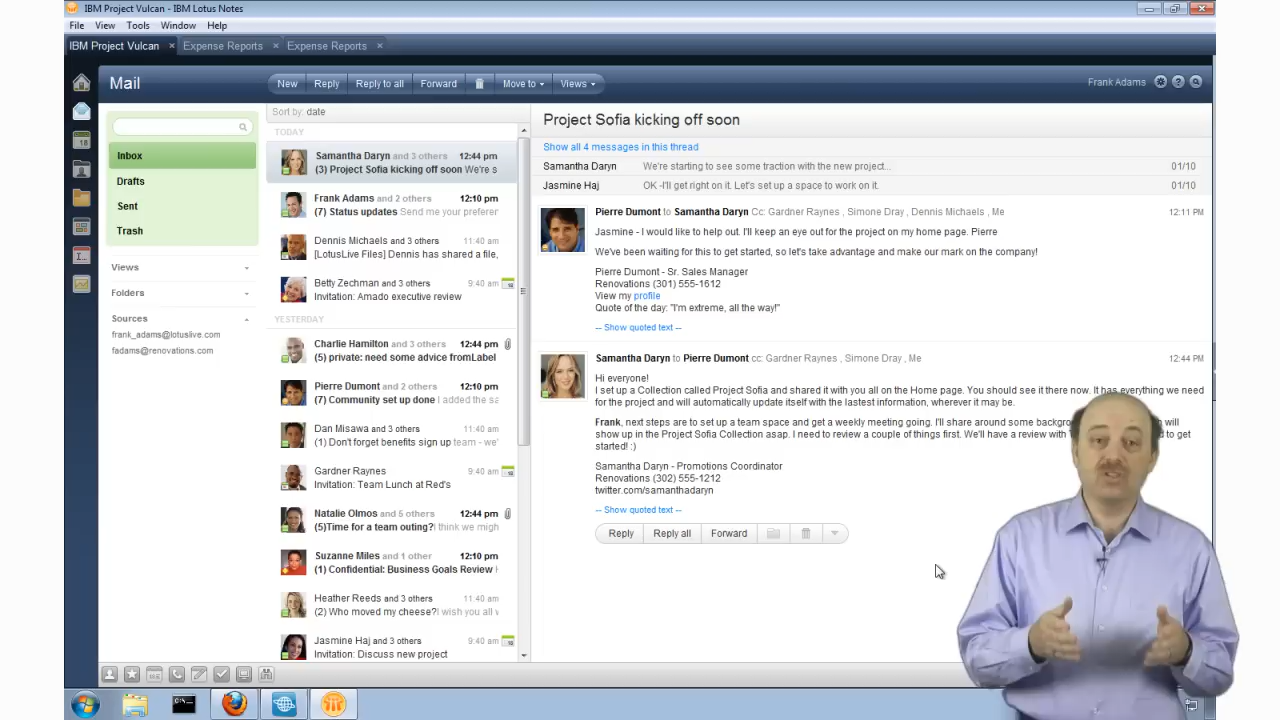 IBM Project Vulcan - IBM Lotus Notes
File View Tools Window Help
IBM Project Vulcan × Expense Reports × Expense Reports ×
Mail
New Reply Reply to all Forward Move to Views
Frank Adams
Inbox
Drafts
Sent
Trash
Views
Folders
Sources
frank_adams@lotuslive.com
fadams@renovations.com
Sort by: date
TODAY
Samantha Daryn and 3 others 12:44 pm
(3) Project Sofia kicking off soon We're s
Frank Adams and 2 others 12:10 pm
(7) Status updates Send me your preferer
Dennis Michaels and 3 others 11:40 am
[LotusLive Files] Dennis has shared a file,
Betty Zechman and 3 others 9:40 am
Invitation: Amado executive review
YESTERDAY
Charlie Hamilton and 3 others 12:44 pm
(5) private: need some advice fromLabel
Pierre Dumont and 2 others 12:10 pm
(7) Community set up done I added the sa
Dan Misawa and 3 others 11:40 am
(1) Don't forget benefits sign up team - we'
Gardner Raynes 9:40 am
Invitation: Team Lunch at Red's
Natalie Olmos and 5 others 12:44 pm
(5)Time for a team outing? I think we migh
Suzanne Miles and 1 other 12:10 pm
(1) Confidential: Business Goals Review
Heather Reeds and 3 others 11:40 am
(2) Who moved my cheese? I wish you all
Jasmine Haj and 3 others 9:40 am
Invitation: Discuss new project
Project Sofia kicking off soon
Show all 4 messages in this thread
Samantha Daryn We're starting to see some traction with the new project... 01/10
Jasmine Haj OK -I'll get right on it. Let's set up a space to work on it. 01/10
Pierre Dumont to Samantha Daryn Cc: Gardner Raynes , Simone Dray , Dennis Michaels , Me 12:11 PM
Jasmine - I would like to help out. I'll keep an eye out for the project on my home page. Pierre
We've been waiting for this to get started, so let's take advantage and make our mark on the company!
Pierre Dumont - Sr. Sales Manager
Renovations (301) 555-1612
View my profile
Quote of the day: "I'm extreme, all the way!"
-- Show quoted text --
Samantha Daryn to Pierre Dumont cc: Gardner Raynes , Simone Dray , Me 12:44 PM
Hi everyone!
I set up a Collection called Project Sofia and shared it with you all on the Home page. You should see it there now. It has everything we need
for the project and will automatically update itself with the lastest information, wherever it may be.
Frank, next steps are to set up a team space and get a weekly meeting going. I'll share some will
show up in the Project Sofia Collection asap. I need to review a couple of things first. We'll have a review with to get
started! :)
Samantha Daryn - Promotions Coordinator
Renovations (302) 555-1212
twitter.com/samanthadaryn
-- Show quoted text --
Reply Reply all Forward